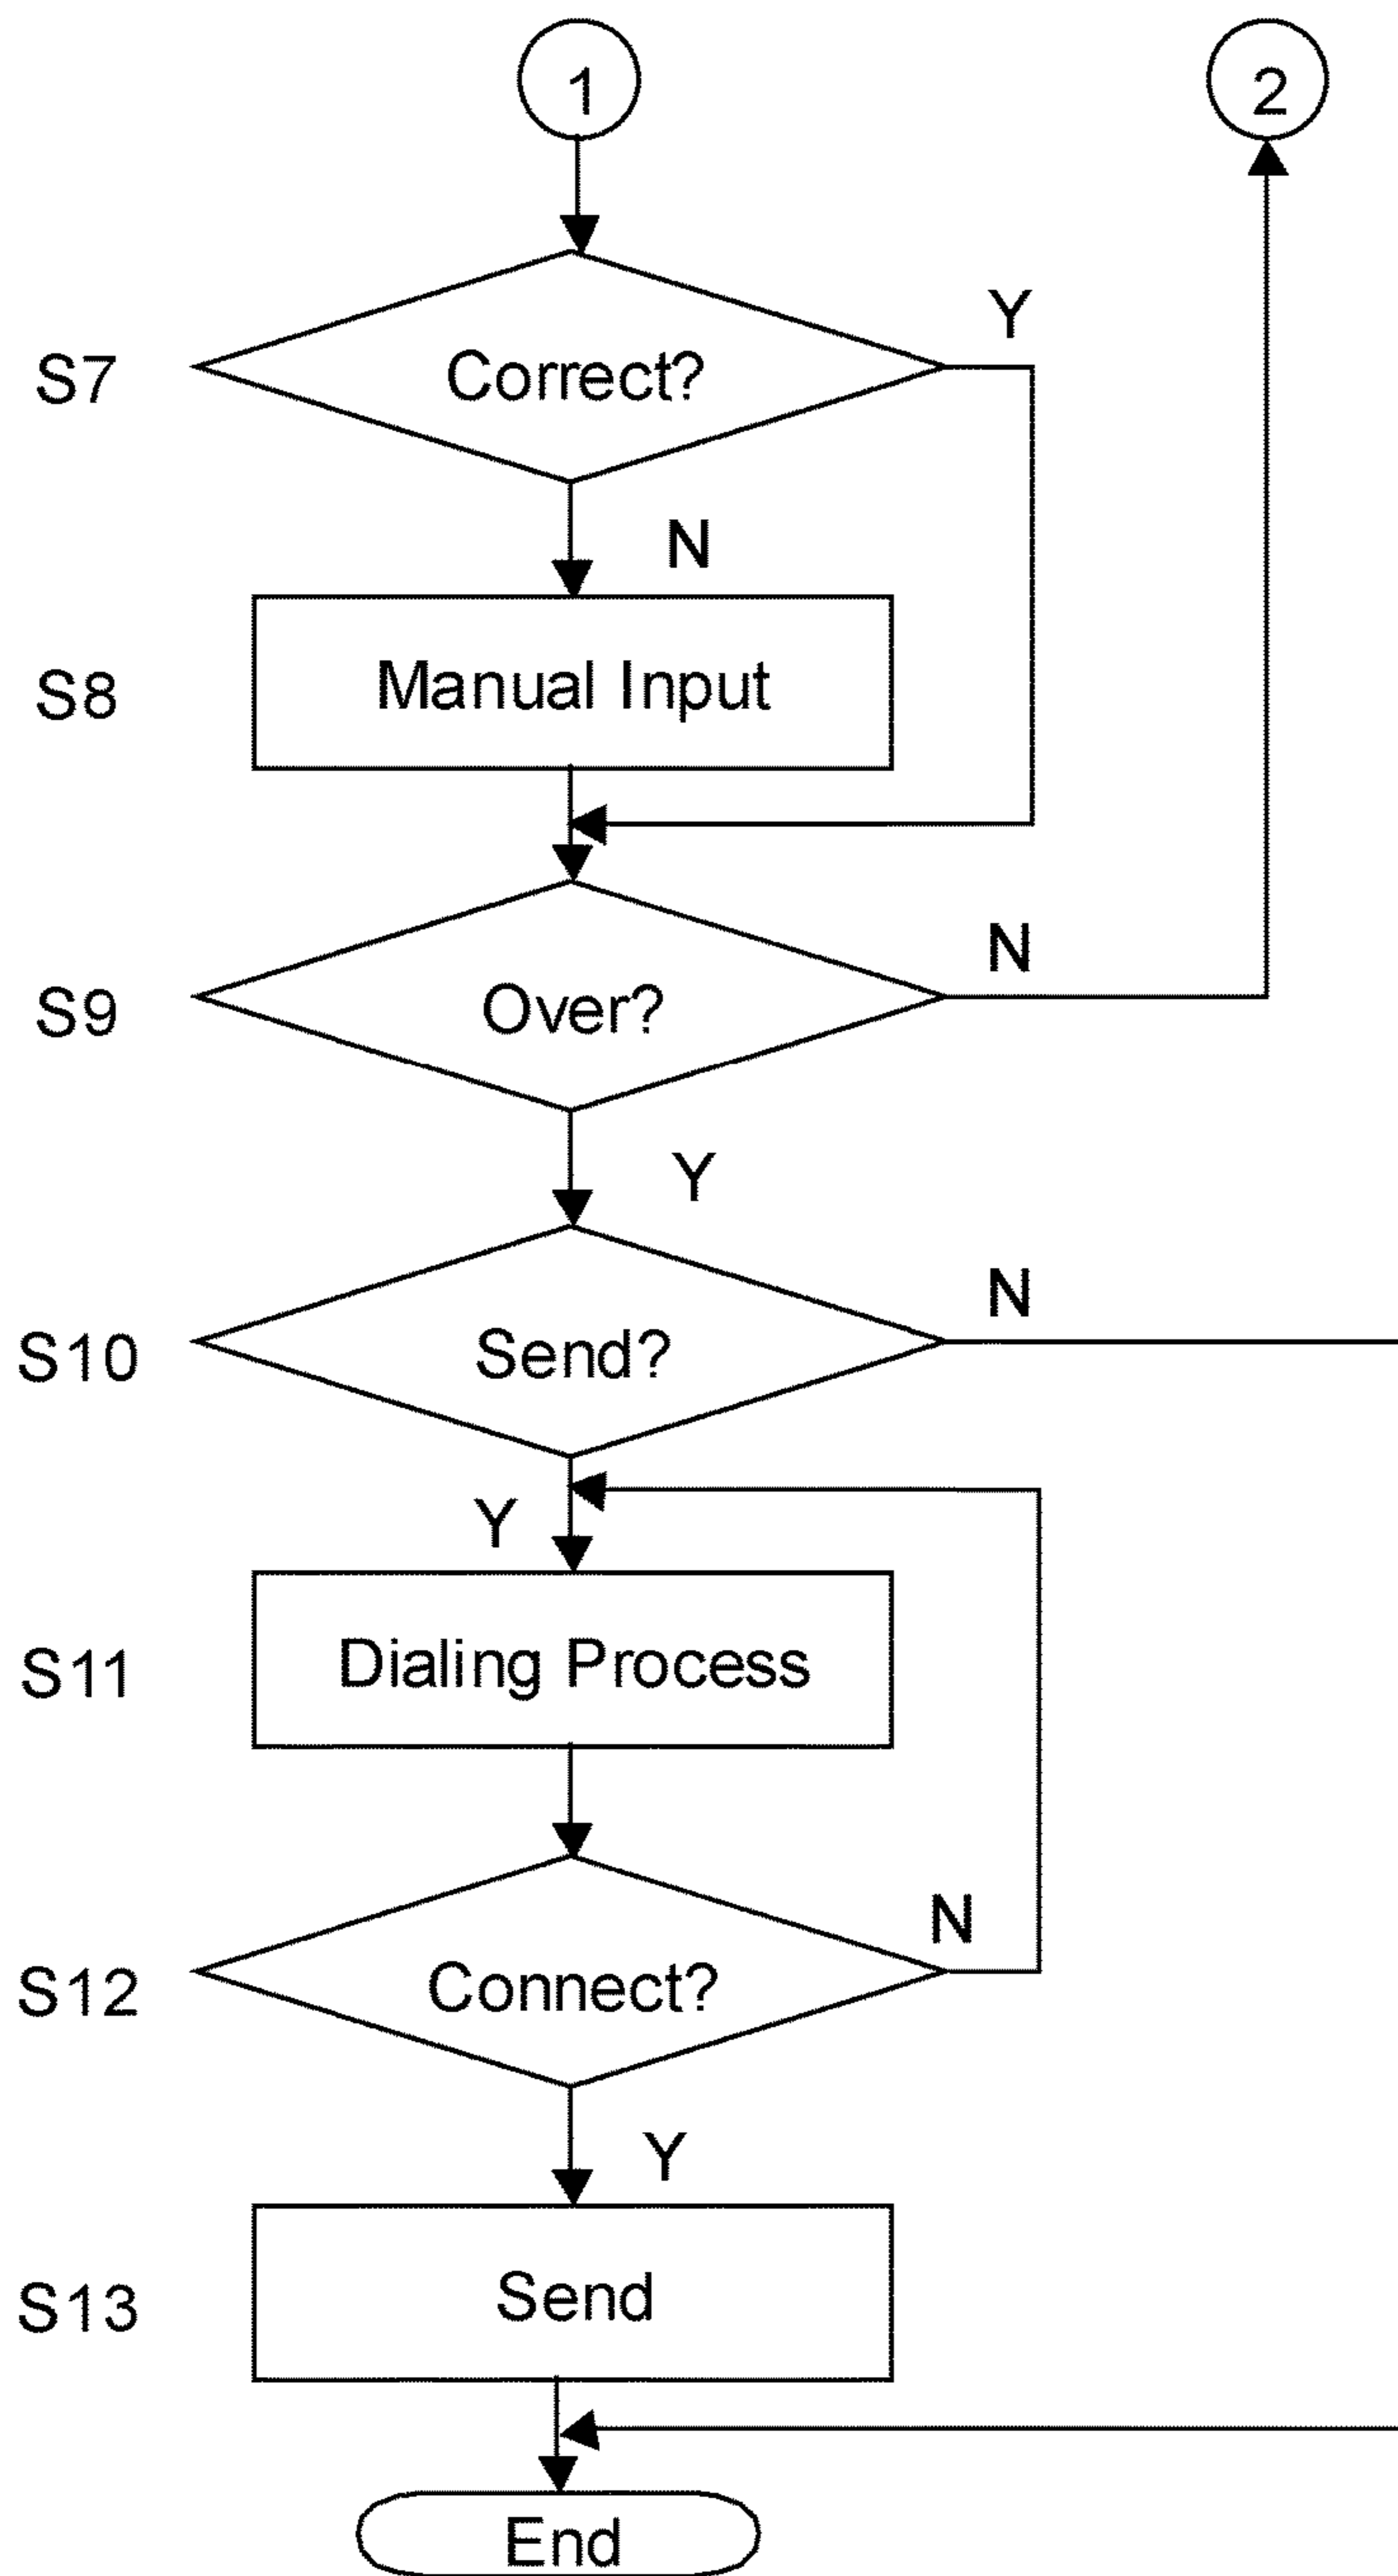 1
2
Y
S7
Correct?
N
S8
Manual Input
N
S9
Over?
Y
N
S10
Send?
Y
S11
Dialing Process
N
S12
Connect?
Y
S13
Send
End